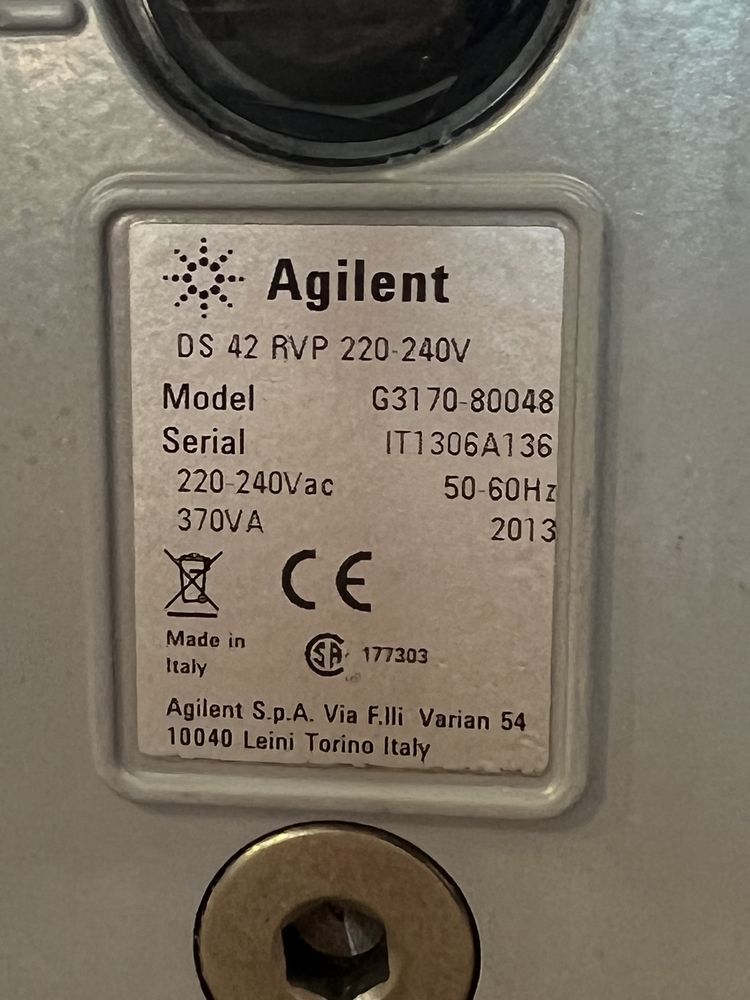 Agilent
DS 42 RVP 220-240V
Model G3170-80048
Serial IT1306A136
220-240Vac 50-60Hz
370VA 2013
CE
Made in
Italy
SA 177303
Agilent S.p.A. Via F.lli Varian 54
10040 Leini Torino Italy